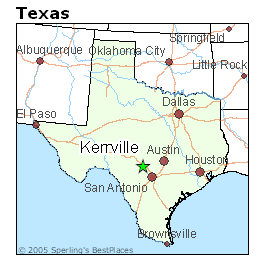 Texas
Springfield
Albuquerque
Oklahoma City
Little Rock
Dallas
El Paso
Kerrville
Austin
Houston
San Antonio
Brownsville
© 2005 Sperling's BestPlaces